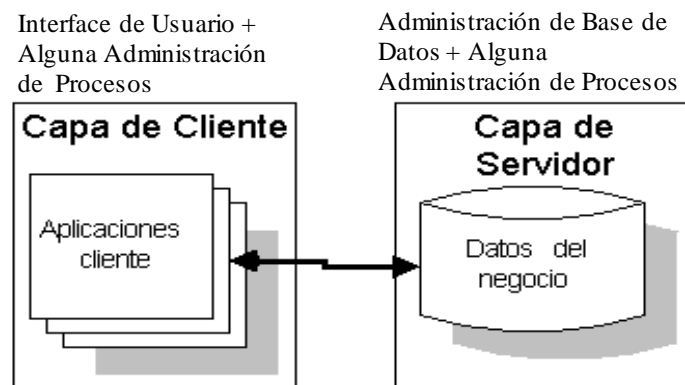 Interface de Usuario +
Alguna Administración
de Procesos
Administración de Base de
Datos + Alguna
Administración de Procesos
Capa de Cliente
Aplicaciones
cliente
Capa de
Servidor
Datos del
negocio